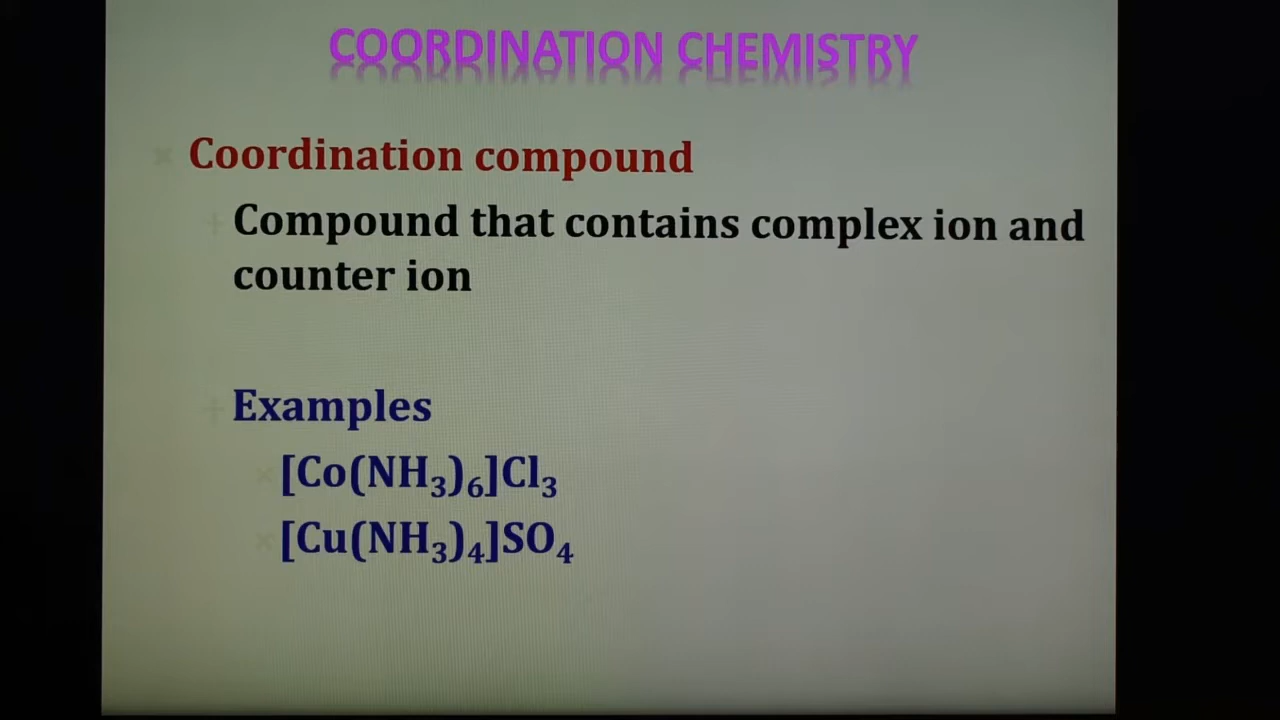 COORDINATION CHEMISTRY
Coordination compound
Compound that contains complex ion and
counter ion
Examples
[Co(NH₃)₆]Cl₃
[Cu(NH₃)₄]SO₄